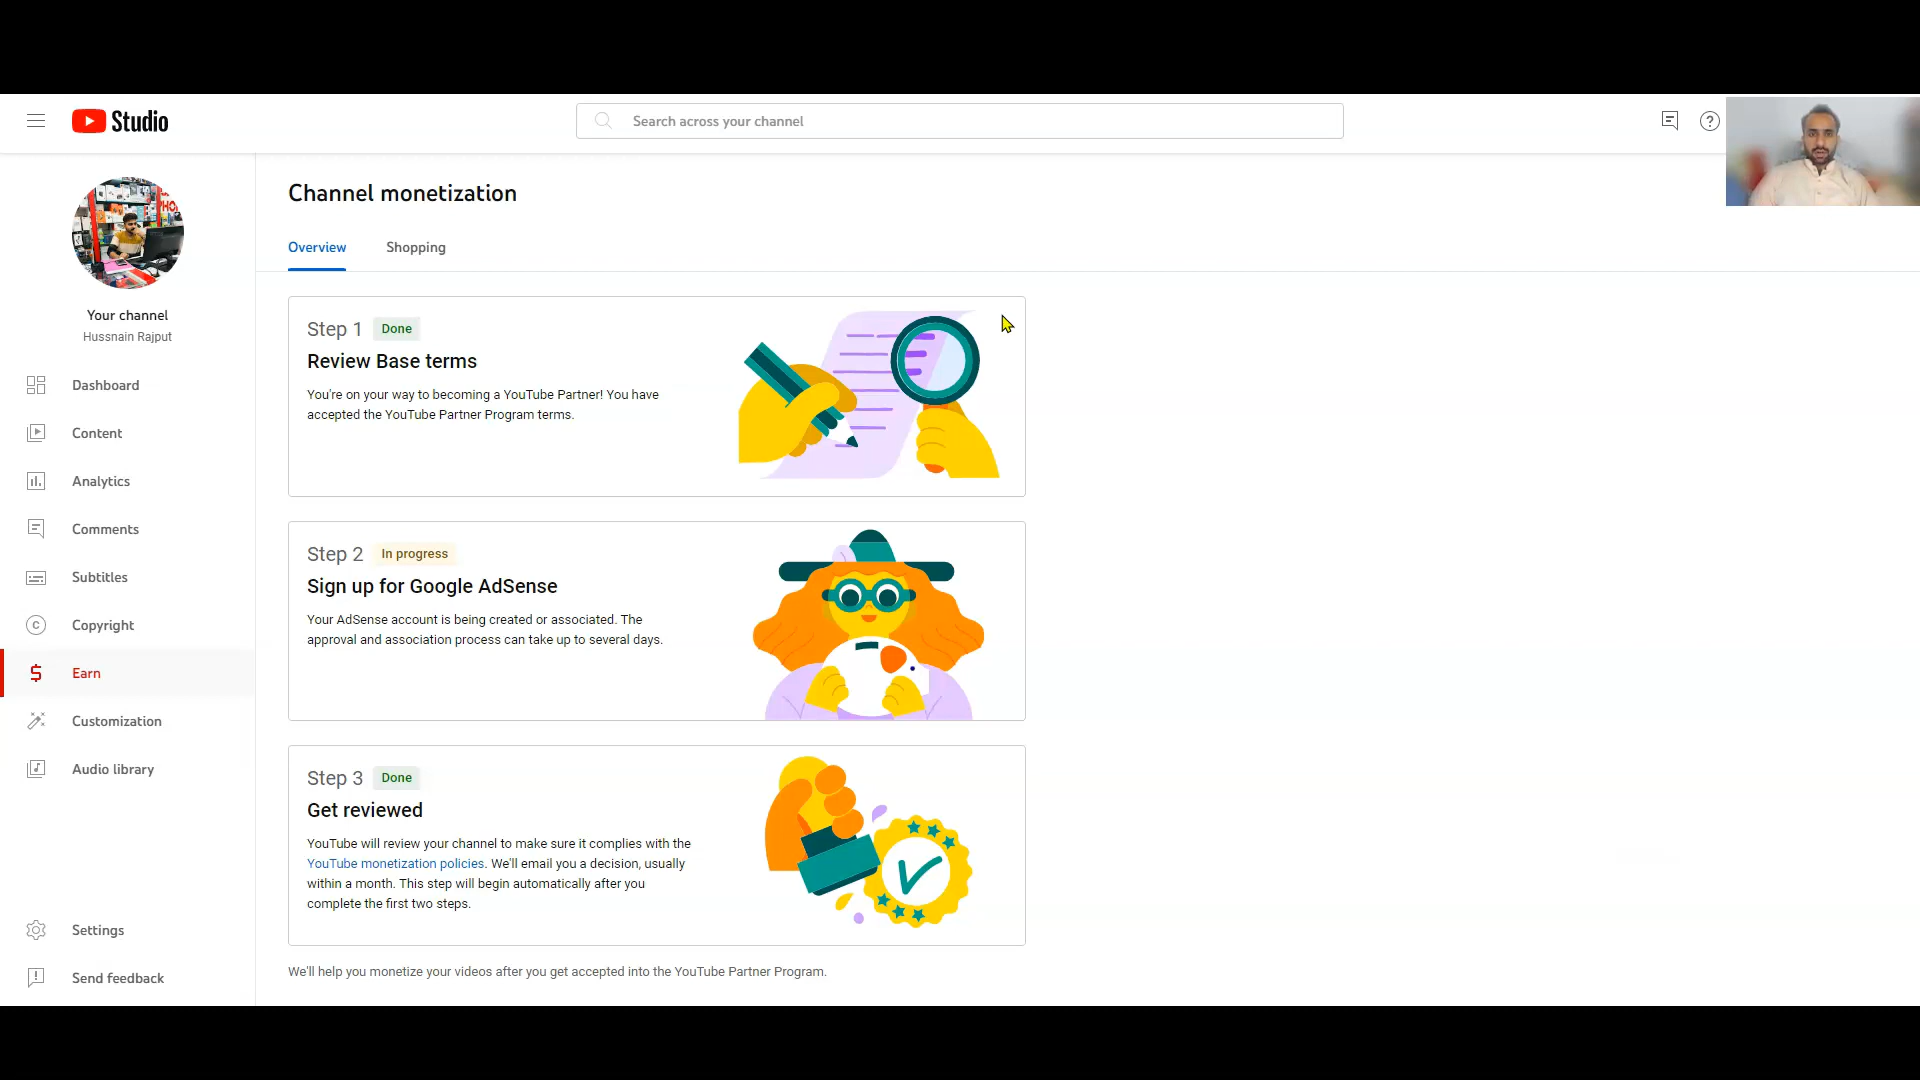 Studio
Search across your channel
Your channel
Hussnain Rajput
Dashboard
Content
Analytics
Comments
Subtitles
Copyright
Earn
Customization
Audio library
Settings
Send feedback
Channel monetization
Overview
Shopping
Step 1 Done
Review Base terms
You're on your way to becoming a YouTube Partner! You have
accepted the YouTube Partner Program terms.
Step 2 In progress
Sign up for Google AdSense
Your AdSense account is being created or associated. The
approval and association process can take up to several days.
Step 3 Done
Get reviewed
YouTube will review your channel to make sure it complies with the
YouTube monetization policies. We'll email you a decision, usually
within a month. This step will begin automatically after you
complete the first two steps.
We'll help you monetize your videos after you get accepted into the YouTube Partner Program.